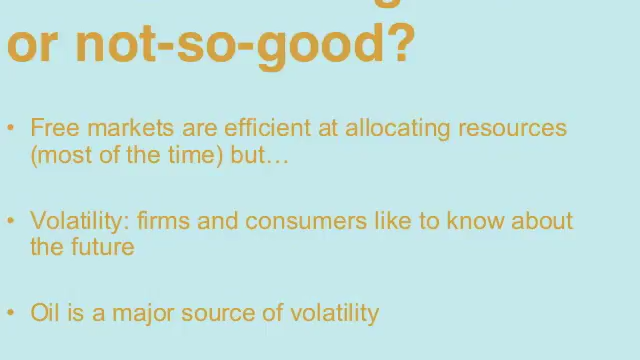 or not-so-good?
• Free markets are efficient at allocating resources
(most of the time) but…
• Volatility: firms and consumers like to know about
the future
• Oil is a major source of volatility